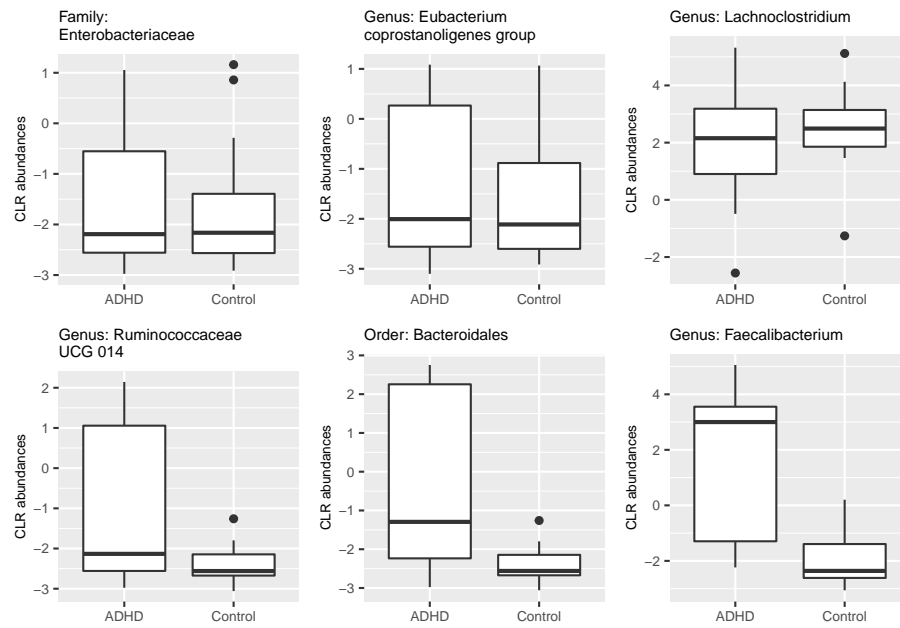 Family:
Enterobacteriaceae
CLR abundances
1
0
−1
−2
−3
ADHD
Control
Genus: Eubacterium
coprostanoligenes group
CLR abundances
1
0
−1
−2
−3
ADHD
Control
Genus: Lachnoclostridium
CLR abundances
4
2
0
−2
ADHD
Control
Genus: Ruminococcaceae
UCG 014
CLR abundances
2
1
0
−1
−2
−3
ADHD
Control
Order: Bacteroidales
CLR abundances
3
2
1
0
−1
−2
−3
ADHD
Control
Genus: Faecalibacterium
CLR abundances
4
2
0
−2
ADHD
Control